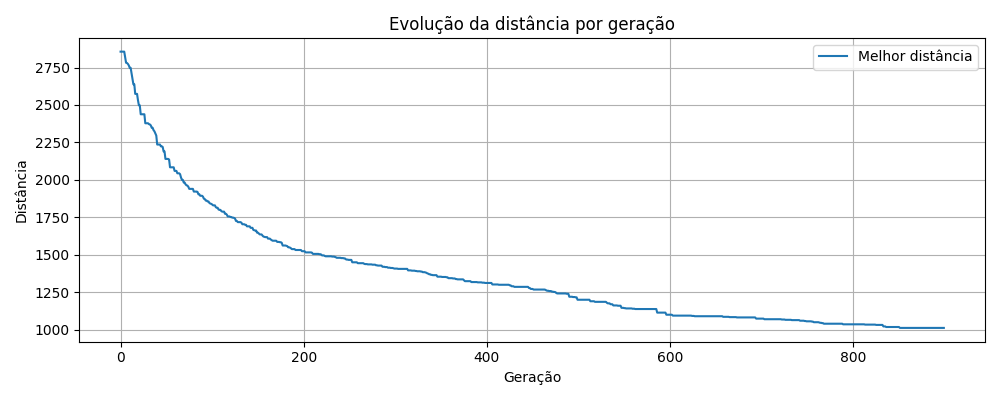 Evolução da distância por geração
Melhor distância
Distância
2750
2500
2250
2000
1750
1500
1250
1000
0 200 400 600 800
Geração